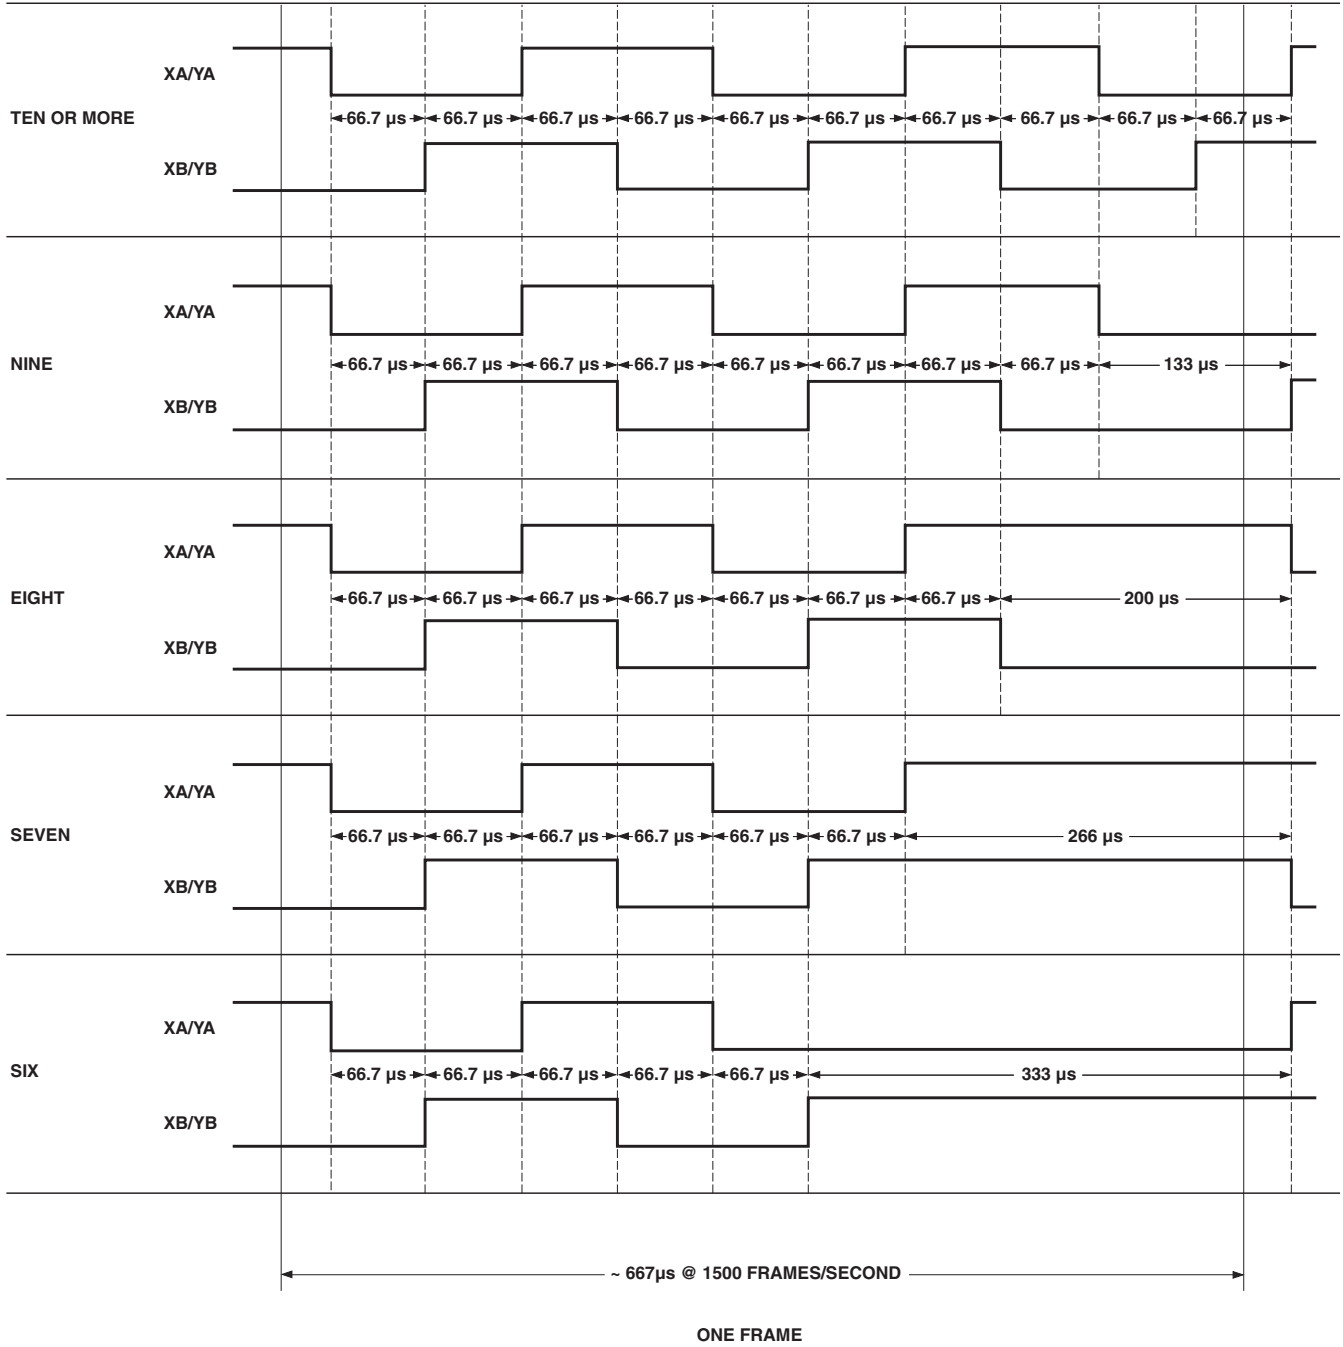 XA/YA
TEN OR MORE
66.7 µs 66.7 µs 66.7 µs 66.7 µs 66.7 µs 66.7 µs 66.7 µs 66.7 µs 66.7 µs 66.7 µs
XB/YB
XA/YA
NINE
66.7 µs 66.7 µs 66.7 µs 66.7 µs 66.7 µs 66.7 µs 66.7 µs 66.7 µs 133 µs
XB/YB
XA/YA
EIGHT
66.7 µs 66.7 µs 66.7 µs 66.7 µs 66.7 µs 66.7 µs 66.7 µs 200 µs
XB/YB
XA/YA
SEVEN
66.7 µs 66.7 µs 66.7 µs 66.7 µs 66.7 µs 66.7 µs 266 µs
XB/YB
XA/YA
SIX
66.7 µs 66.7 µs 66.7 µs 66.7 µs 66.7 µs 333 µs
XB/YB
~ 667µs @ 1500 FRAMES/SECOND
ONE FRAME